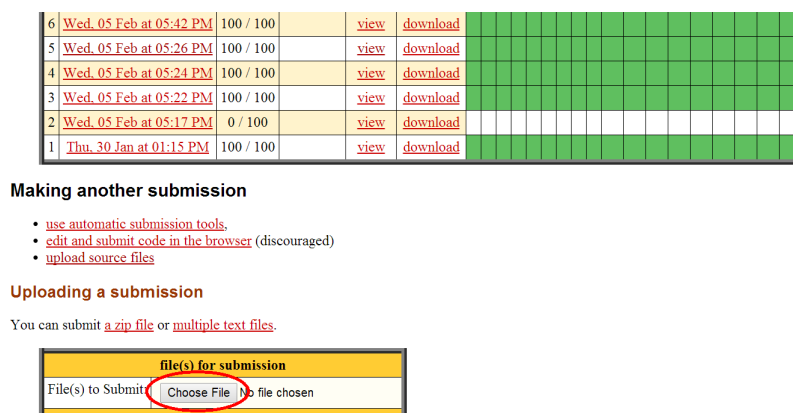 6 Wed, 05 Feb at 05:42 PM 100 / 100 view download
5 Wed, 05 Feb at 05:26 PM 100 / 100 view download
4 Wed, 05 Feb at 05:24 PM 100 / 100 view download
3 Wed, 05 Feb at 05:22 PM 100 / 100 view download
2 Wed, 05 Feb at 05:17 PM 0 / 100 view download
1 Thu, 30 Jan at 01:15 PM 100 / 100 view download
Making another submission
• use automatic submission tools,
• edit and submit code in the browser (discouraged)
• upload source files
Uploading a submission
You can submit a zip file or multiple text files.
file(s) for submission
File(s) to Submit: Choose File No file chosen